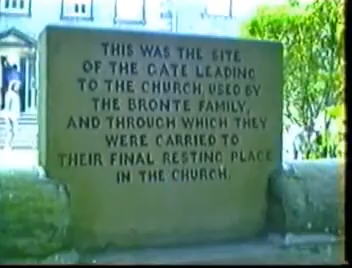 THIS WAS THE SITE
OF THE GATE LEADING
TO THE CHURCH, USED BY
THE BRONTE FAMILY,
AND THROUGH WHICH THEY
WERE CARRIED TO
THEIR FINAL RESTING PLACE
IN THE CHURCH.